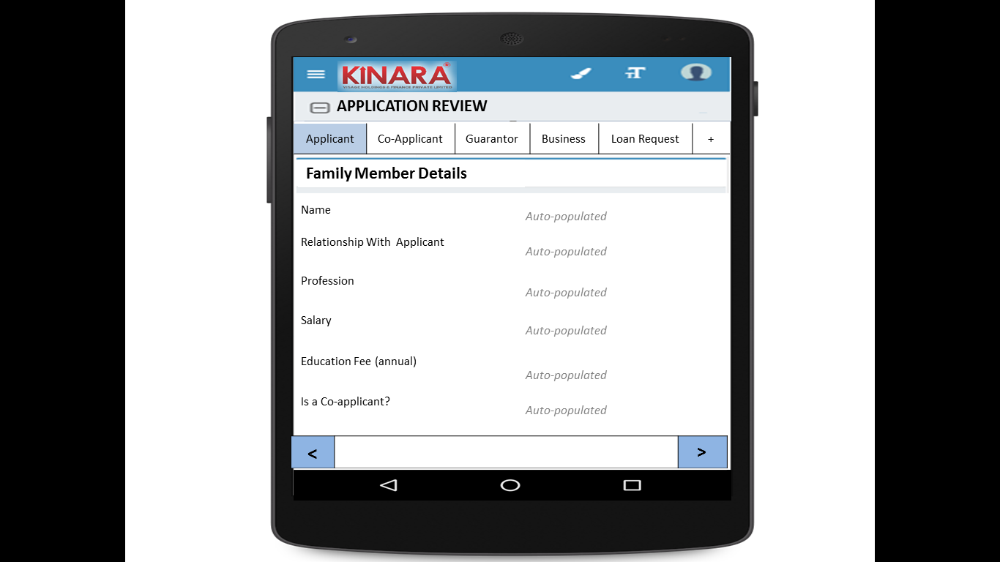 KINARA®
VISAGE HOLDINGS & FINANCE PRIVATE LIMITED
TT
APPLICATION REVIEW
Applicant Co-Applicant Guarantor Business Loan Request +
Family Member Details
Name Auto-populated
Relationship With Applicant Auto-populated
Profession Auto-populated
Salary Auto-populated
Education Fee (annual) Auto-populated
Is a Co-applicant? Auto-populated
< >